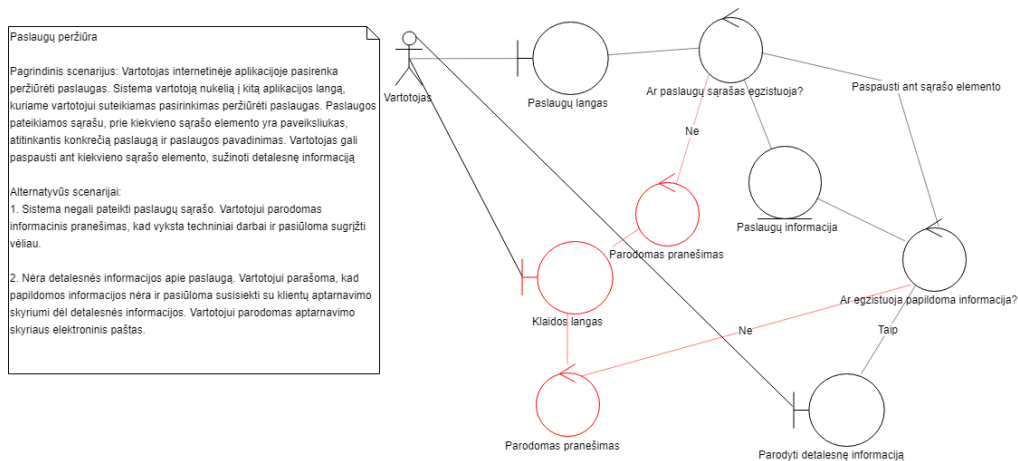 Paslaugų peržiūra
Pagrindinis scenarijus: Vartotojas internetinėje aplikacijoje pasirenka
peržiūrėti paslaugas. Sistema vartotoją nukelią į kitą aplikacijos langą,
kuriame vartotojui suteikiamas pasirinkimas peržiūrėti paslaugas. Paslaugos
pateikiamos sąrašu, prie kiekvieno sąrašo elemento yra paveiksliukas,
atitinkantis konkrečią paslaugą ir paslaugos pavadinimas. Vartotojas gali
paspausti ant kiekvieno sąrašo elemento, sužinoti detalesnę informaciją
Alternatyvūs scenarijai:
1. Sistema negali pateikti paslaugų sąrašo. Vartotojui parodomas
informacinis pranešimas, kad vyksta techniniai darbai ir pasiūloma sugrįžti
vėliau.
2. Nėra detalesnės informacijos apie paslaugą. Vartotojui parašoma, kad
papildomos informacijos nėra ir pasiūloma susisiekti su klientų aptarnavimo
skyriumi dėl detalesnės informacijos. Vartotojui parodomas aptarnavimo
skyriaus elektroninis paštas.
Vartotojas
Paslaugų langas
Ar paslaugų sąrašas egzistuoja?
Paspausti ant sąrašo elemento
Ne
Paslaugų informacija
Parodomas pranešimas
Klaidos langas
Ar egzistuoja papildoma informacija?
Ne
Taip
Parodomas pranešimas
Parodyti detalesnę informaciją